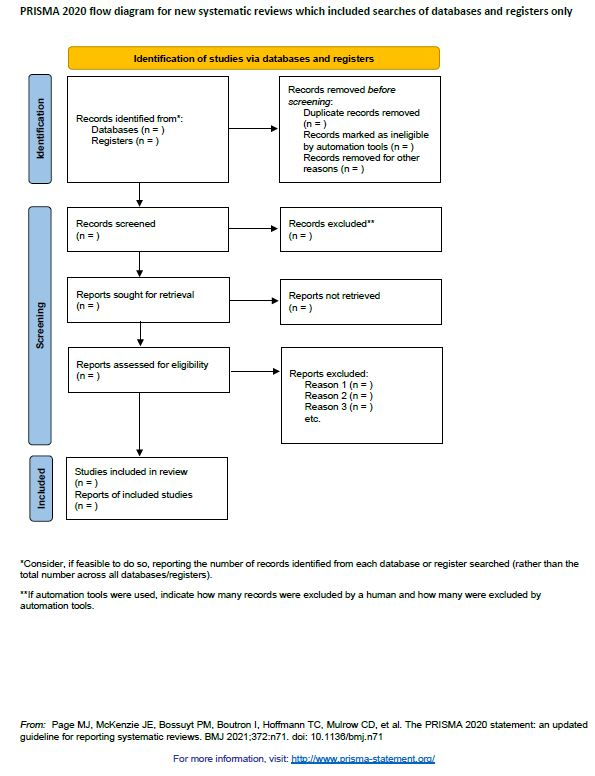 PRISMA 2020 flow diagram for new systematic reviews which included searches of databases and registers only
Identification of studies via databases and registers
Identification
Records identified from*:
Databases (n = )
Registers (n = )
Records removed before
screening:
Duplicate records removed
(n = )
Records marked as ineligible
by automation tools (n = )
Records removed for other
reasons (n = )
Screening
Records screened
(n = )
Records excluded**
(n = )
Reports sought for retrieval
(n = )
Reports not retrieved
(n = )
Reports assessed for eligibility
(n = )
Reports excluded:
Reason 1 (n = )
Reason 2 (n = )
Reason 3 (n = )
etc.
Included
Studies included in review
(n = )
Reports of included studies
(n = )
*Consider, if feasible to do so, reporting the number of records identified from each database or register searched (rather than the
total number across all databases/registers).
**If automation tools were used, indicate how many records were excluded by a human and how many were excluded by
automation tools.
From: Page MJ, McKenzie JE, Bossuyt PM, Boutron I, Hoffmann TC, Mulrow CD, et al. The PRISMA 2020 statement: an updated
guideline for reporting systematic reviews. BMJ 2021;372:n71. doi: 10.1136/bmj.n71
For more information, visit: http://www.prisma-statement.org/